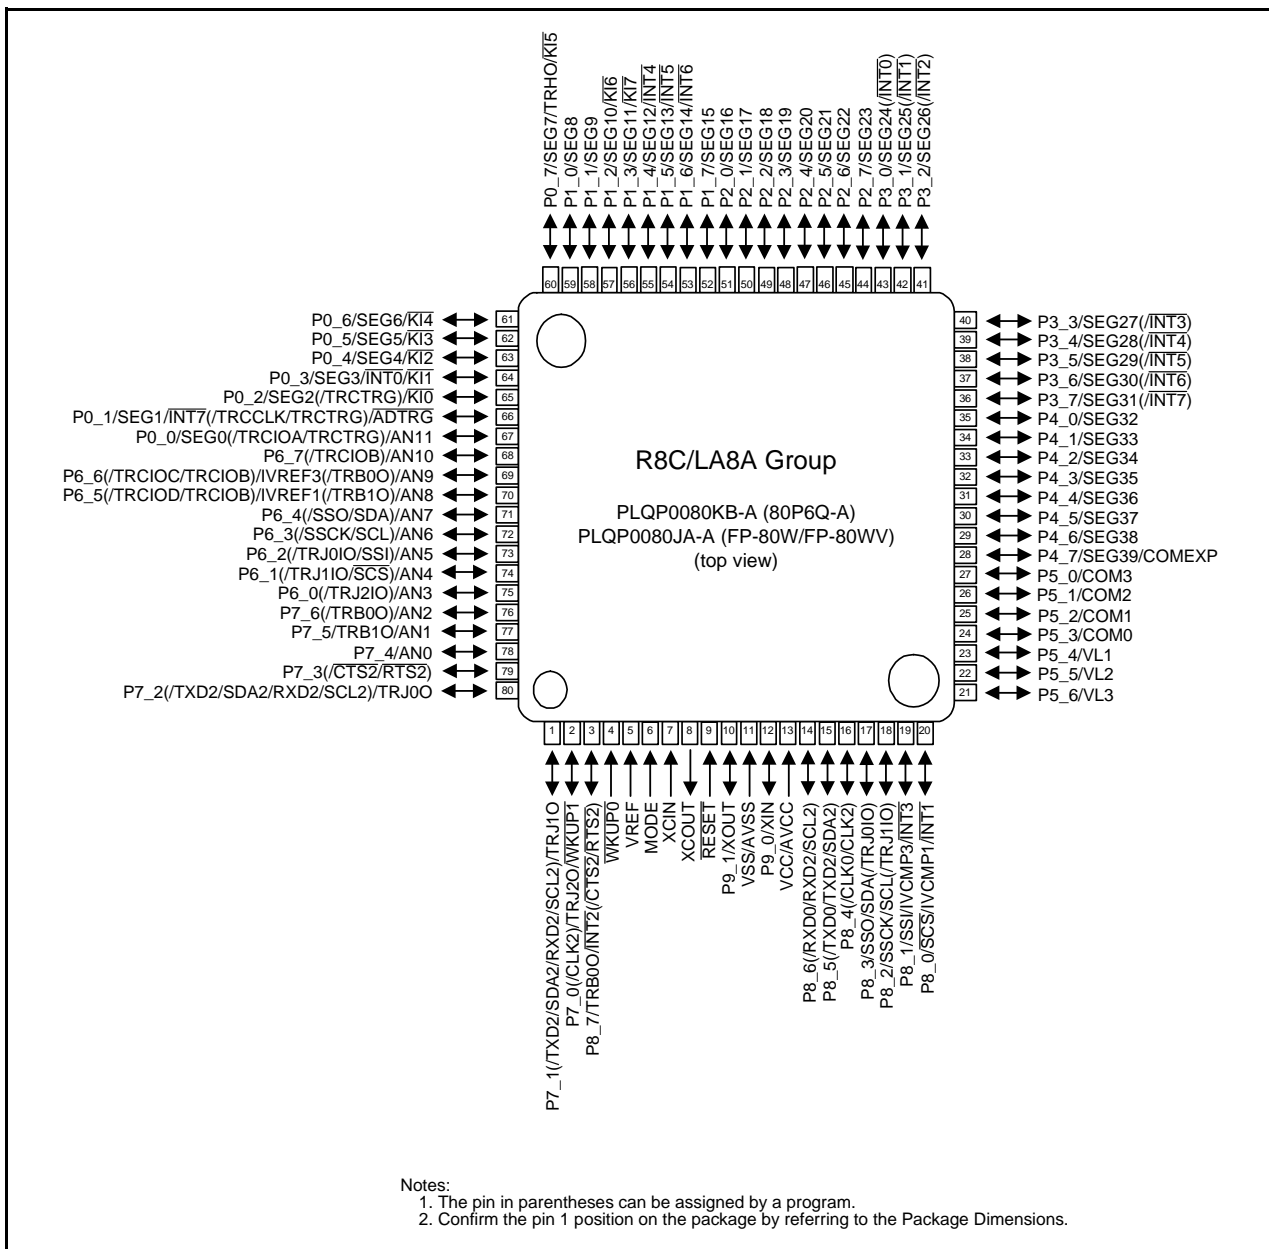 P0_7/SEG7/TRHO/KI5
P1_0/SEG8
P1_1/SEG9
P1_2/SEG10/KI6
P1_3/SEG11/KI7
P1_4/SEG12/INT4
P1_5/SEG13/INT5
P1_6/SEG14/INT6
P1_7/SEG15
P2_0/SEG16
P2_1/SEG17
P2_2/SEG18
P2_3/SEG19
P2_4/SEG20
P2_5/SEG21
P2_6/SEG22
P2_7/SEG23
P3_0/SEG24(/INT0)
P3_1/SEG25(/INT1)
P3_2/SEG26(/INT2)
60 59 58 57 56 55 54 53 52 51 50 49 48 47 46 45 44 43 42 41
P0_6/SEG6/KI4 61
P0_5/SEG5/KI3 62
P0_4/SEG4/KI2 63
P0_3/SEG3/INT0/KI1 64
P0_2/SEG2(/TRCTRG)/KI0 65
P0_1/SEG1/INT7(/TRCCLK/TRCTRG)/ADTRG 66
P0_0/SEG0(/TRCIOA/TRCTRG)/AN11 67
P6_7(/TRCIOB)/AN10 68
P6_6(/TRCIOC/TRCIOB)/IVREF3(/TRB0O)/AN9 69
P6_5(/TRCIOD/TRCIOB)/IVREF1(/TRB1O)/AN8 70
P6_4(/SSO/SDA)/AN7 71
P6_3(/SSCK/SCL)/AN6 72
P6_2(/TRJ0IO/SSI)/AN5 73
P6_1(/TRJ1IO/SCS)/AN4 74
P6_0(/TRJ2IO)/AN3 75
P7_6(/TRB0O)/AN2 76
P7_5/TRB1O/AN1 77
P7_4/AN0 78
P7_3(/CTS2/RTS2) 79
P7_2(/TXD2/SDA2/RXD2/SCL2)/TRJ0O 80
R8C/LA8A Group
PLQP0080KB-A (80P6Q-A)
PLQP0080JA-A (FP-80W/FP-80WV)
(top view)
40 P3_3/SEG27(/INT3)
39 P3_4/SEG28(/INT4)
38 P3_5/SEG29(/INT5)
37 P3_6/SEG30(/INT6)
36 P3_7/SEG31(/INT7)
35 P4_0/SEG32
34 P4_1/SEG33
33 P4_2/SEG34
32 P4_3/SEG35
31 P4_4/SEG36
30 P4_5/SEG37
29 P4_6/SEG38
28 P4_7/SEG39/COMEXP
27 P5_0/COM3
26 P5_1/COM2
25 P5_2/COM1
24 P5_3/COM0
23 P5_4/VL1
22 P5_5/VL2
21 P5_6/VL3
1 2 3 4 5 6 7 8 9 10 11 12 13 14 15 16 17 18 19 20
P7_1(/TXD2/SDA2/RXD2/SCL2)/TRJ1O
P7_0(/CLK2)/TRJ2O/WKUP1
P8_7/TRB0O/INT2(/CTS2/RTS2)
WKUP0
VREF
MODE
XCIN
XCOUT
RESET
P9_1/XOUT
VSS/AVSS
P9_0/XIN
VCC/AVCC
P8_6(/RXD0/RXD2/SCL2)
P8_5(/TXD0/TXD2/SDA2)
P8_4(/CLK0/CLK2)
P8_3/SSO/SDA(/TRJ0IO)
P8_2/SSCK/SCL(/TRJ1IO)
P8_1/SSI/IVCMP3/INT3
P8_0/SCS/IVCMP1/INT1
Notes:
1. The pin in parentheses can be assigned by a program.
2. Confirm the pin 1 position on the package by referring to the Package Dimensions.